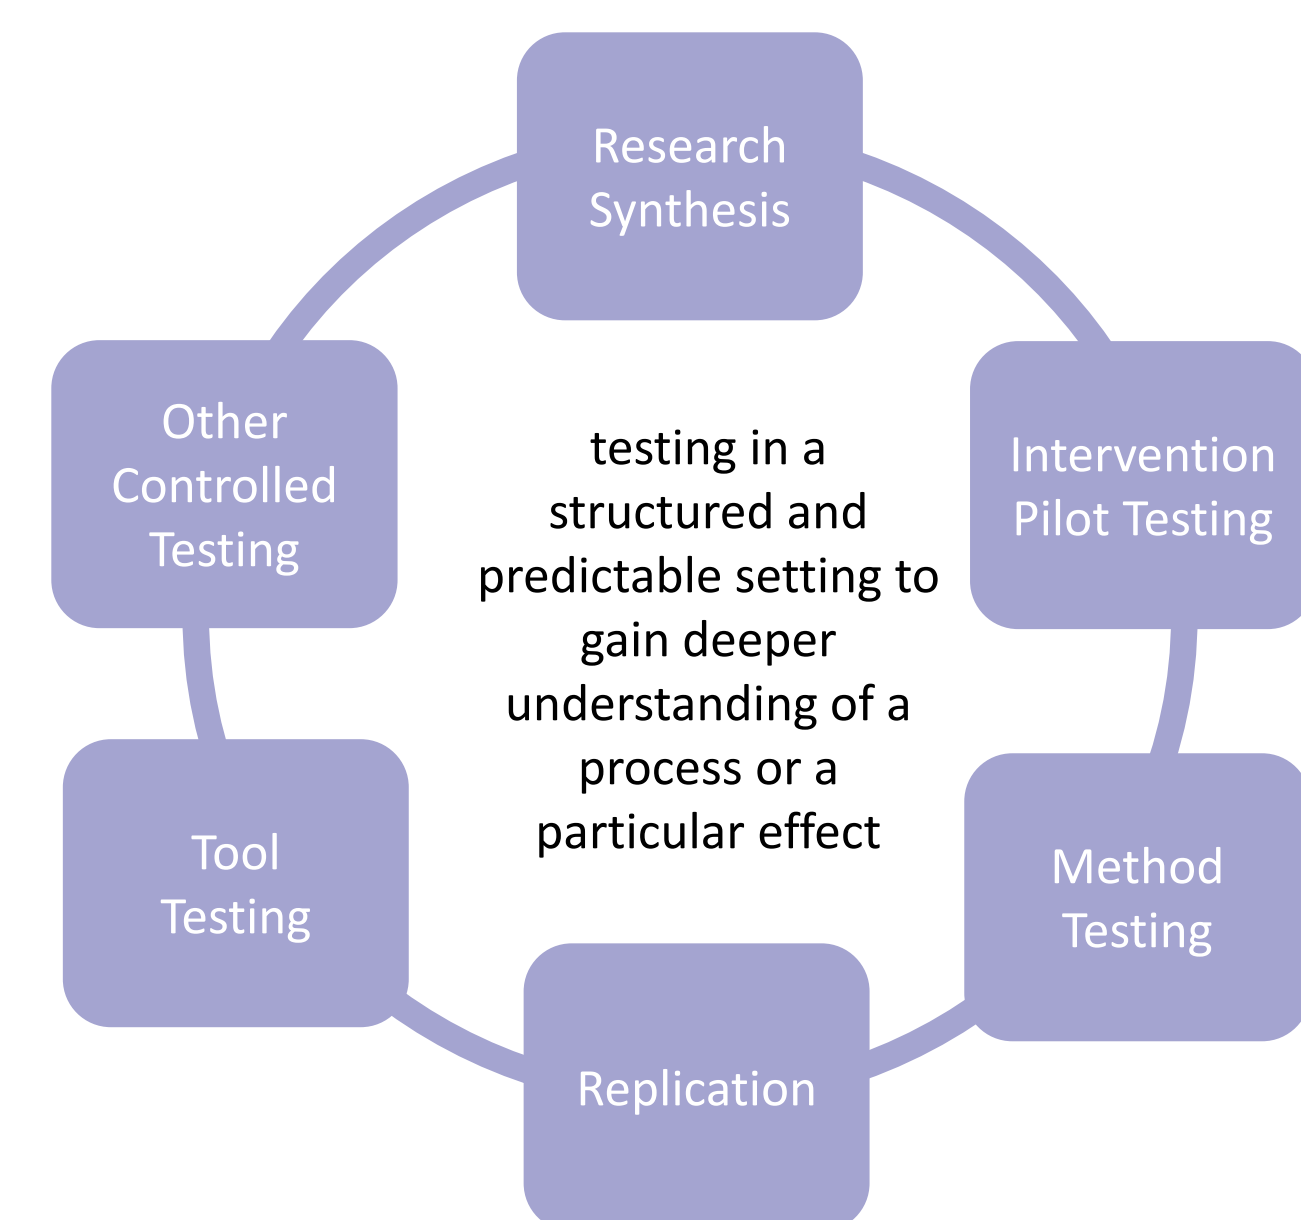 Research
Synthesis
Intervention
Pilot Testing
Method
Testing
Replication
Tool
Testing
Other
Controlled
Testing
testing in a
structured and
predictable setting to
gain deeper
understanding of a
process or a
particular effect